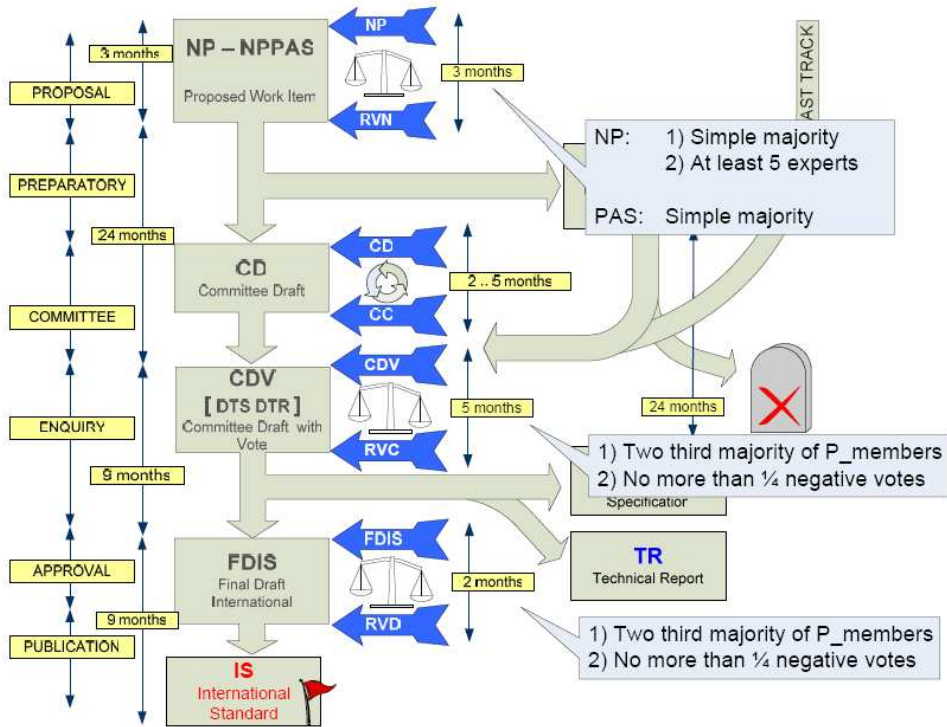 NP – NPPAS
Proposed Work Item
NP
RVN
3 months
3 months
PROPOSAL
PREPARATORY
24 months
COMMITTEE
ENQUIRY
9 months
APPROVAL
9 months
PUBLICATION
AST TRACK
NP: 1) Simple majority
2) At least 5 experts
PAS: Simple majority
CD
Committee Draft
CD
CC
2 .. 5 months
CDV
[ DTS DTR ]
Committee Draft with
Vote
CDV
RVC
5 months
24 months
1) Two third majority of P_members
2) No more than ¼ negative votes
Specification
FDIS
Final Draft
International
FDIS
RVD
2 months
TR
Technical Report
1) Two third majority of P_members
2) No more than ¼ negative votes
IS
International
Standard